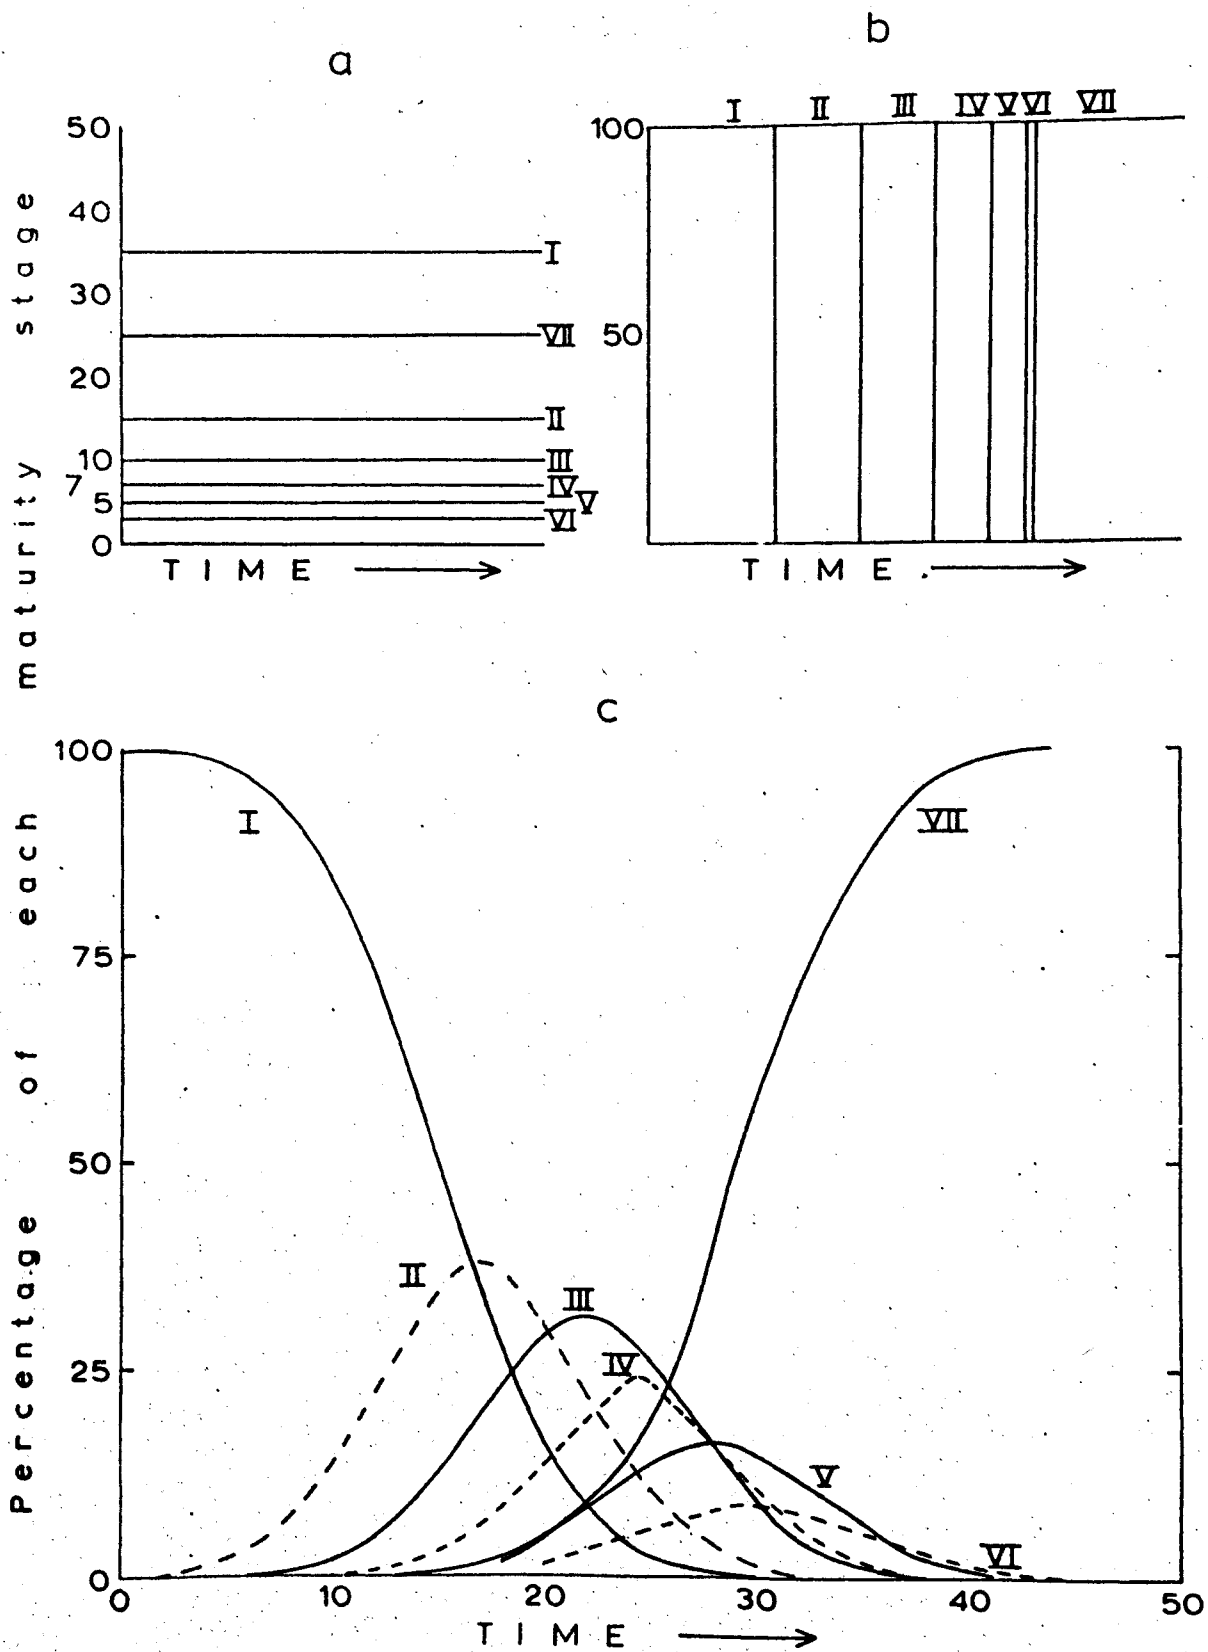 a
50
40
30
20
10
7
5
0
I
VII
II
III
IV
V
VI
TIME
b
I II III IV V VI VII
100
50
TIME
Percentage of each maturity stage
c
100
75
50
25
0
I
VII
II
III
IV
V
VI
0 10 20 30 40 50
TIME